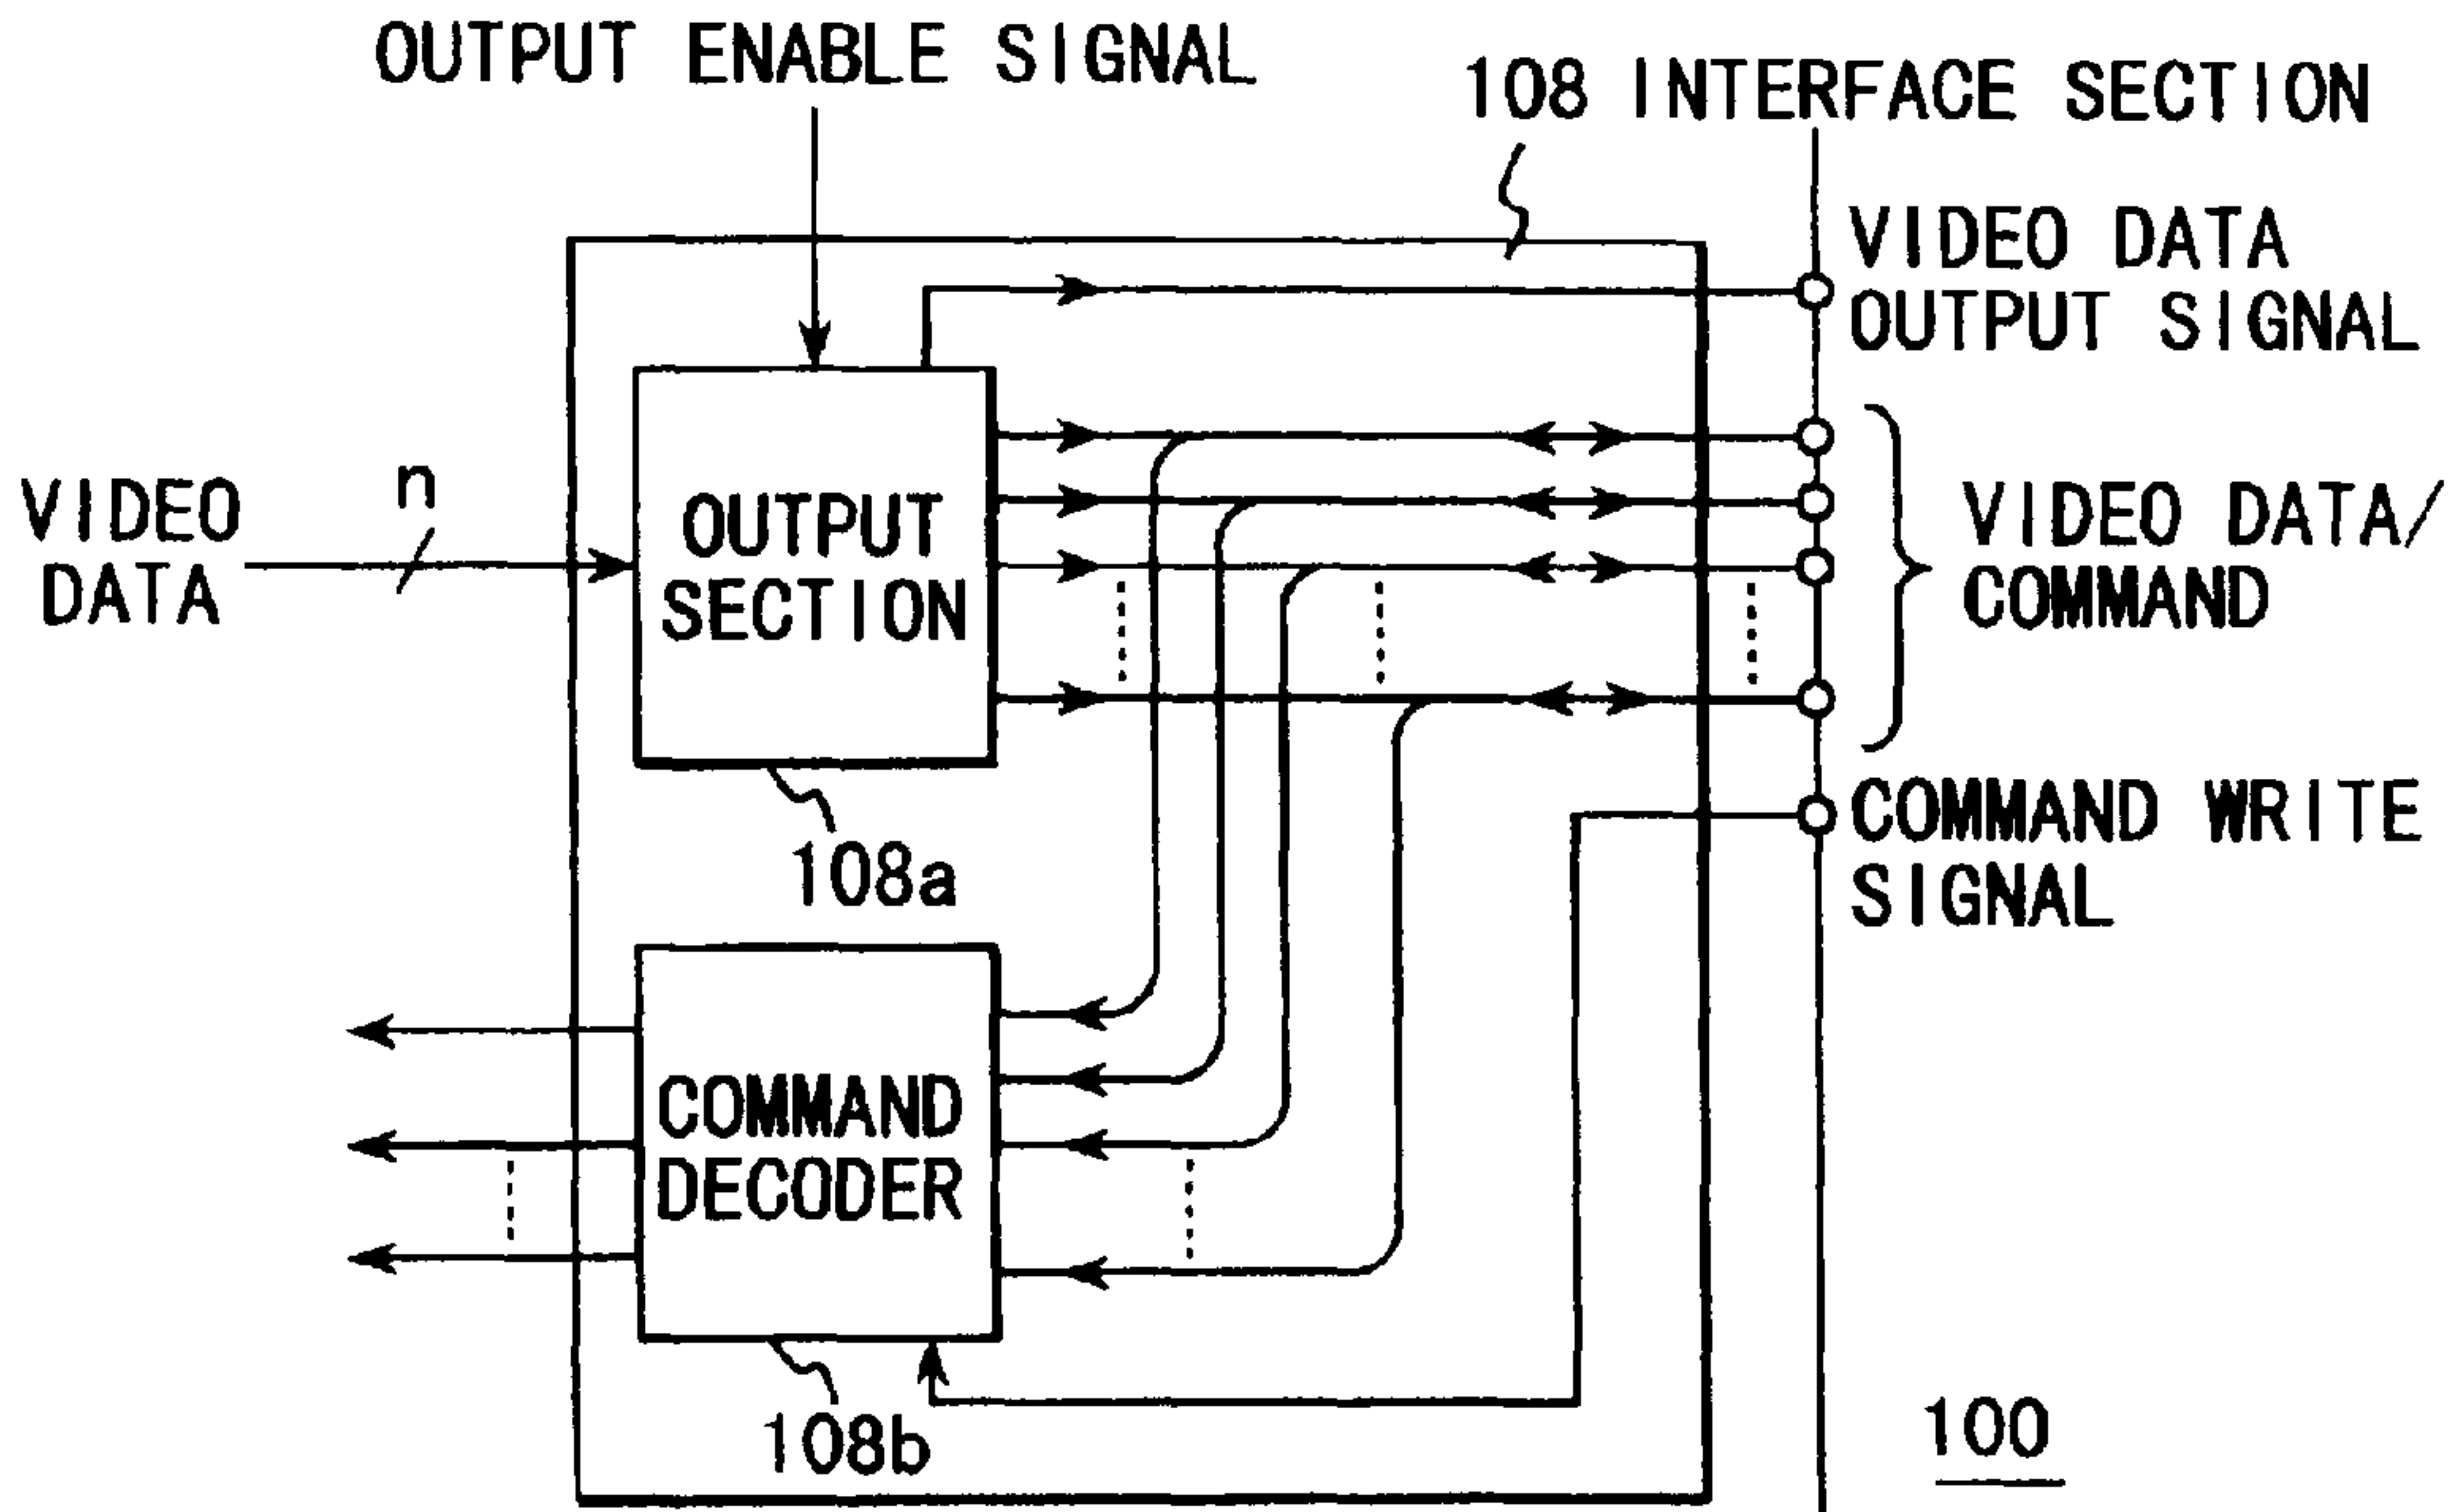 OUTPUT ENABLE SIGNAL
108 INTERFACE SECTION
VIDEO DATA
OUTPUT SIGNAL
VIDEO
DATA
n
OUTPUT
SECTION
VIDEO DATA/
COMMAND
108a
COMMAND WRITE
SIGNAL
COMMAND
DECODER
108b
100